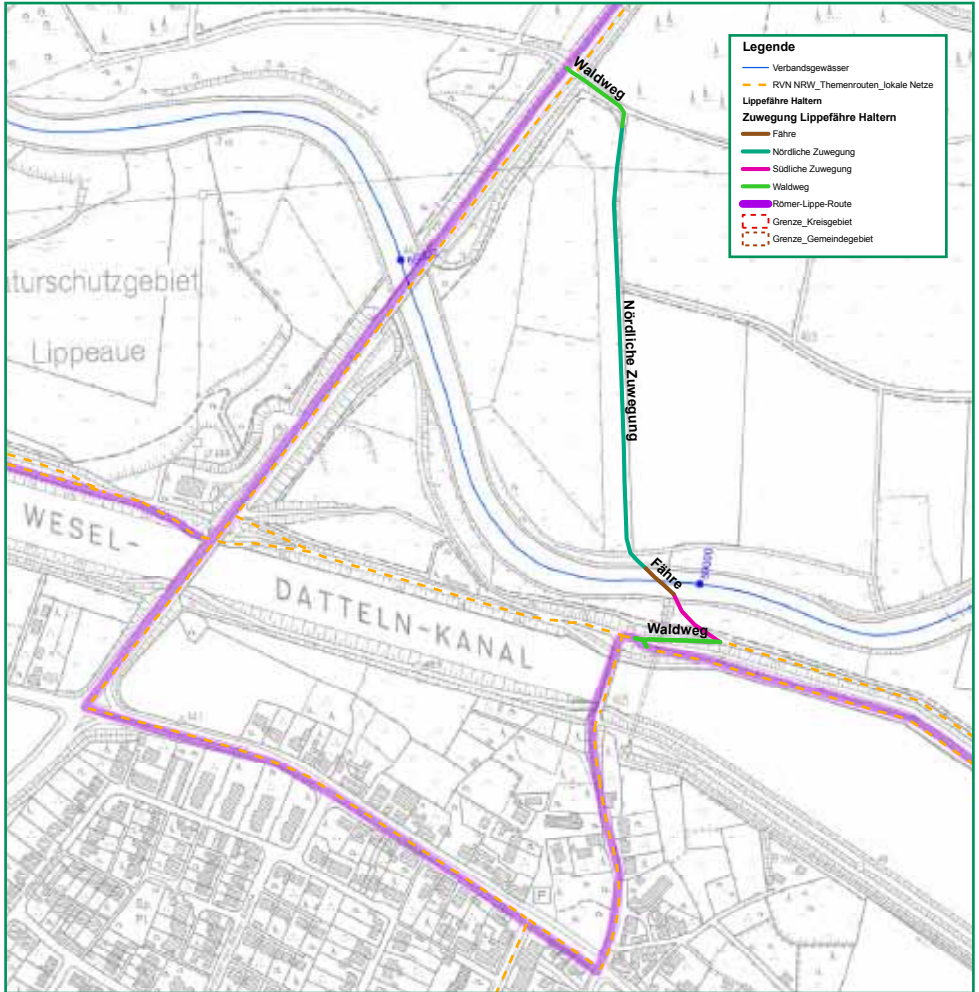 Legende
Verbandsgewässer
RVN NRW_Themenrouten_lokale Netze
Lippefähre Haltern
Zuwegung Lippefähre Haltern
Fähre
Nördliche Zuwegung
Südliche Zuwegung
Waldweg
Römer-Lippe-Route
Grenze_Kreisgebiet
Grenze_Gemeindegebiet
Waldweg
Nördliche Zuwegung
turschutzgebiet
Lippeaue
WESEL-
DATTELN-KANAL
Fähre
Waldweg
F